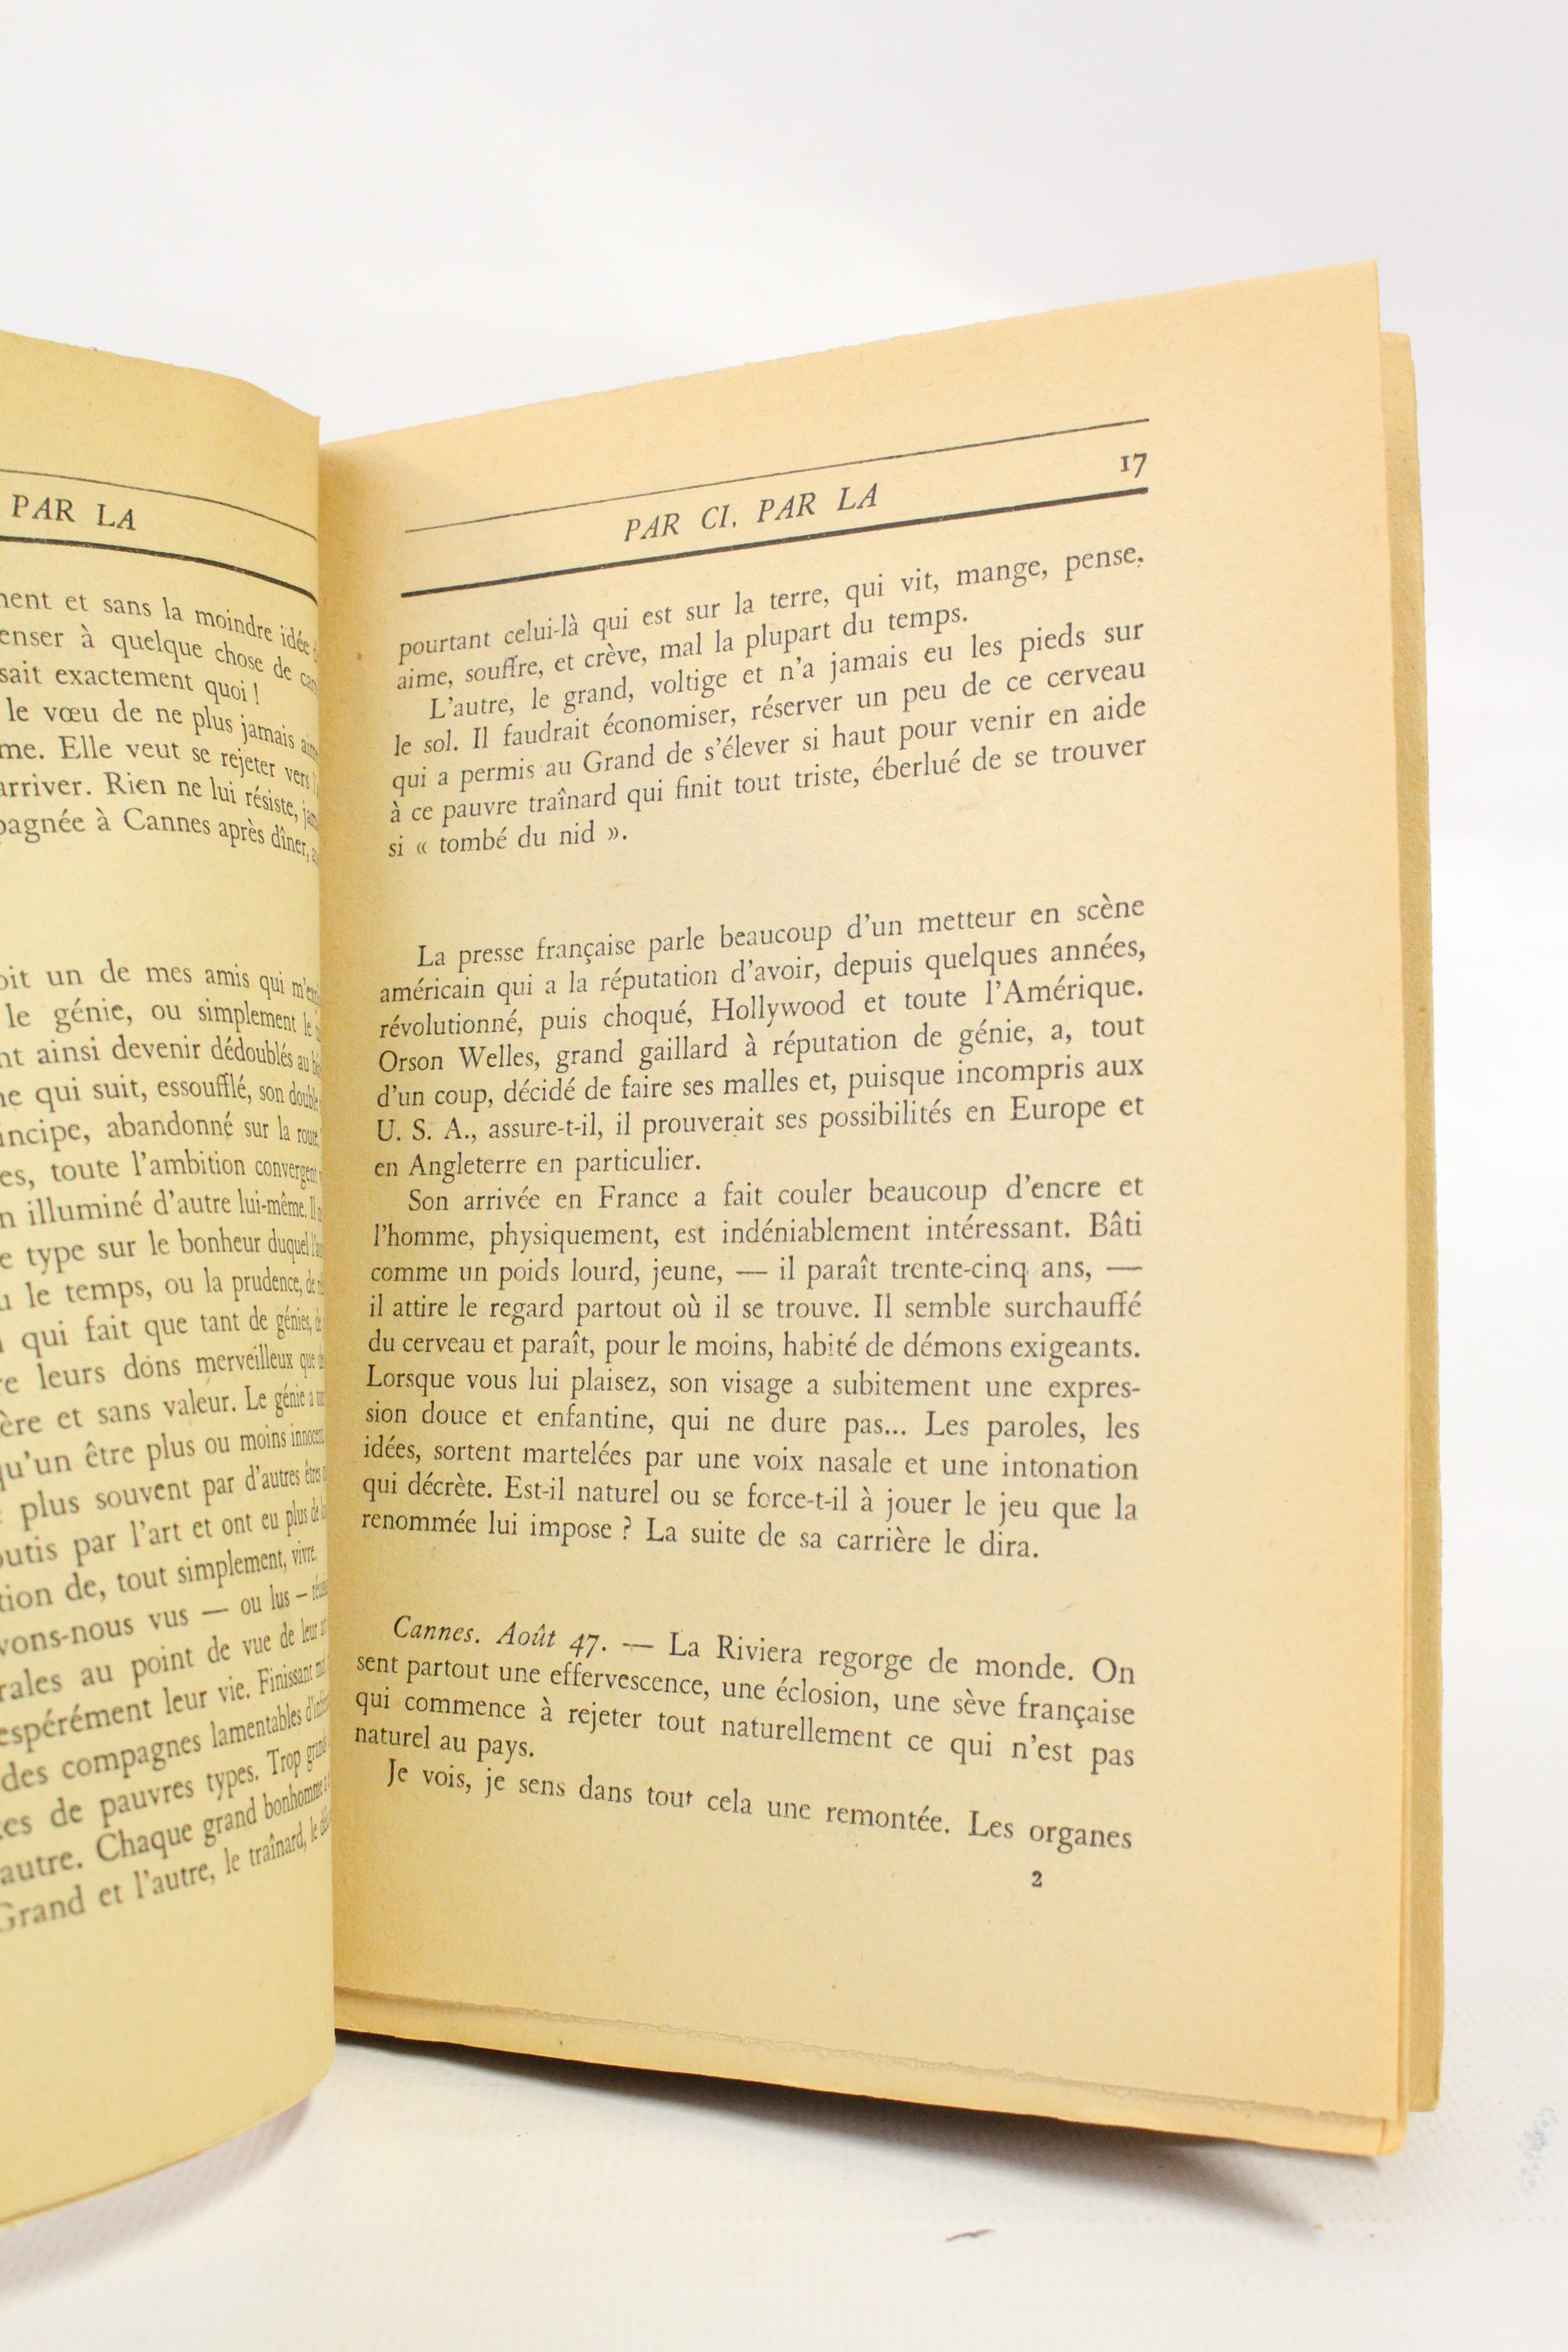 PAR LA
et sans la moindre idée
à quelque chose de
sait exactement quoi !
le vœu de ne plus jamais
Elle veut se rejeter vers
arriver. Rien ne lui résiste,
à Cannes après dîner,
un de mes amis qui
le génie, ou simplement le
ainsi devenir dédoublés au
qui suit, essoufflé, son double
abandonné sur la route,
toute l'ambition
illuminé d'autre lui-même. Il
type sur le bonheur duquel
le temps, ou la prudence, de
qui fait que tant de génies,
leurs dons merveilleux que
et sans valeur. Le génie a
qu'un être plus ou moins
plus souvent par d'autres êtres
par l'art et ont eu plus de
de, tout simplement, vivre.
vus — ou lus —
au point de vue de leur
leur vie. Finissant
des compagnes lamentables
de pauvres types. Trop
autre. Chaque grand bonhomme a
Grand et l'autre, le traînard, le
17
PAR CI, PAR LA
pourtant celui-là qui est sur la terre, qui vit, mange, pense,
aime, souffre, et crève, mal la plupart du temps.
L'autre, le grand, voltige et n'a jamais eu les pieds sur
le sol. Il faudrait économiser, réserver un peu de ce cerveau
qui a permis au Grand de s'élever si haut pour venir en aide
à ce pauvre traînard qui finit tout triste, éberlué de se trouver
si « tombé du nid ».
La presse française parle beaucoup d'un metteur en scène
américain qui a la réputation d'avoir, depuis quelques années,
révolutionné, puis choqué, Hollywood et toute l'Amérique.
Orson Welles, grand gaillard à réputation de génie, a, tout
d'un coup, décidé de faire ses malles et, puisque incompris aux
U. S. A., assure-t-il, il prouverait ses possibilités en Europe et
en Angleterre en particulier.
Son arrivée en France a fait couler beaucoup d'encre et
l'homme, physiquement, est indéniablement intéressant. Bâti
comme un poids lourd, jeune, — il paraît trente-cinq ans, —
il attire le regard partout où il se trouve. Il semble surchauffé
du cerveau et paraît, pour le moins, habité de démons exigeants.
Lorsque vous lui plaisez, son visage a subitement une expres-
sion douce et enfantine, qui ne dure pas... Les paroles, les
idées, sortent martelées par une voix nasale et une intonation
qui décrète. Est-il naturel ou se force-t-il à jouer le jeu que la
renommée lui impose ? La suite de sa carrière le dira.
Cannes. Août 47. — La Riviera regorge de monde. On
sent partout une effervescence, une éclosion, une sève française
qui commence à rejeter tout naturellement ce qui n'est pas
naturel au pays.
Je vois, je sens dans tout cela une remontée. Les organes
2